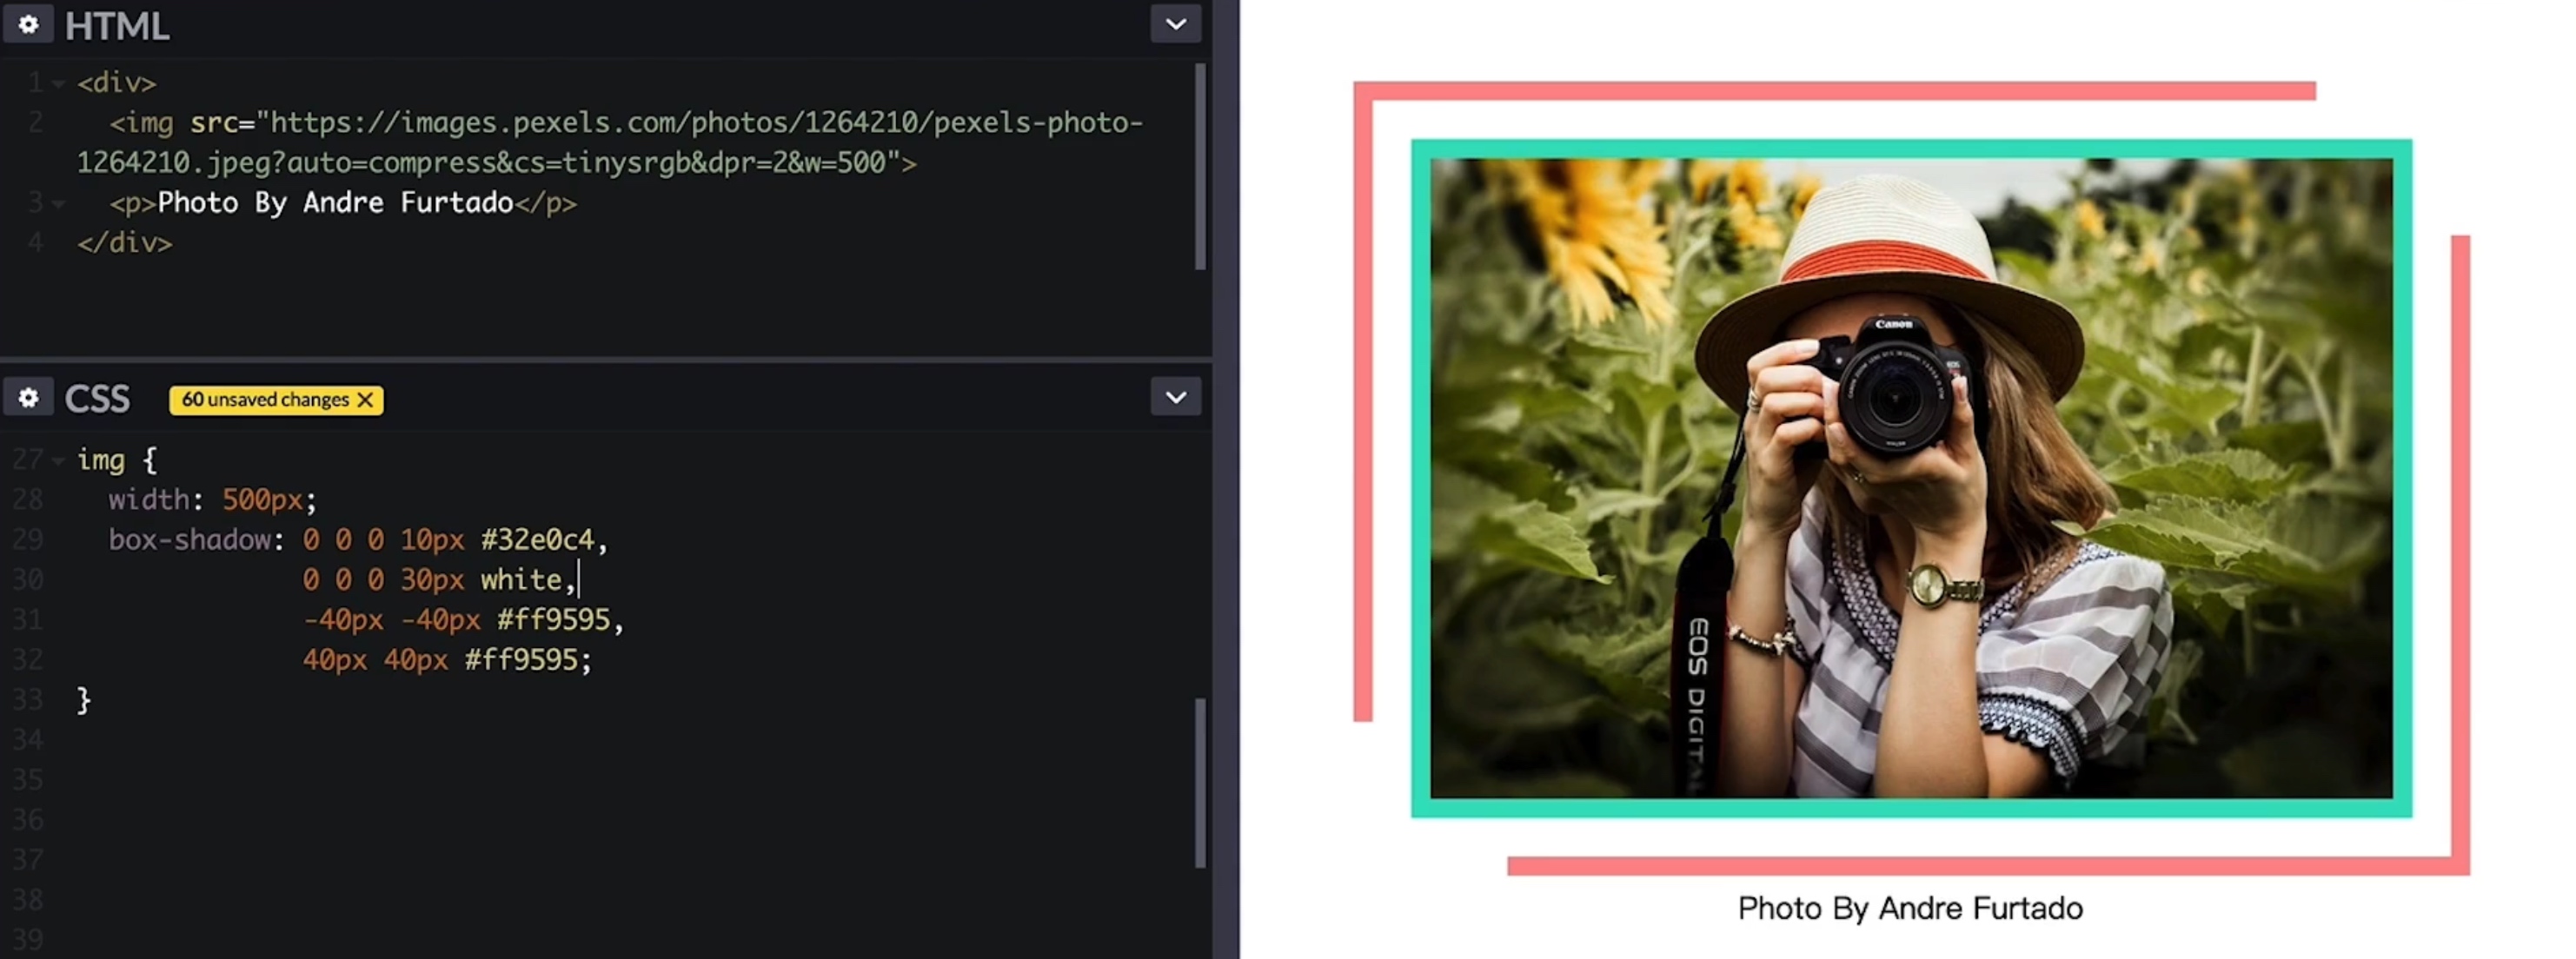 HTML
1 <div>
2 <img src="https://images.pexels.com/photos/1264210/pexels-photo-
1264210.jpeg?auto=compress&cs=tinysrgb&dpr=2&w=500">
3 <p>Photo By Andre Furtado</p>
4 </div>
CSS 60 unsaved changes
27 img {
28 width: 500px;
29 box-shadow: 0 0 0 10px #32e0c4,
30 0 0 0 30px white,
31 -40px -40px #ff9595,
32 40px 40px #ff9595;
33 }
34
35
36
37
38
39
Canon
EOS DIGITAL
Photo By Andre Furtado